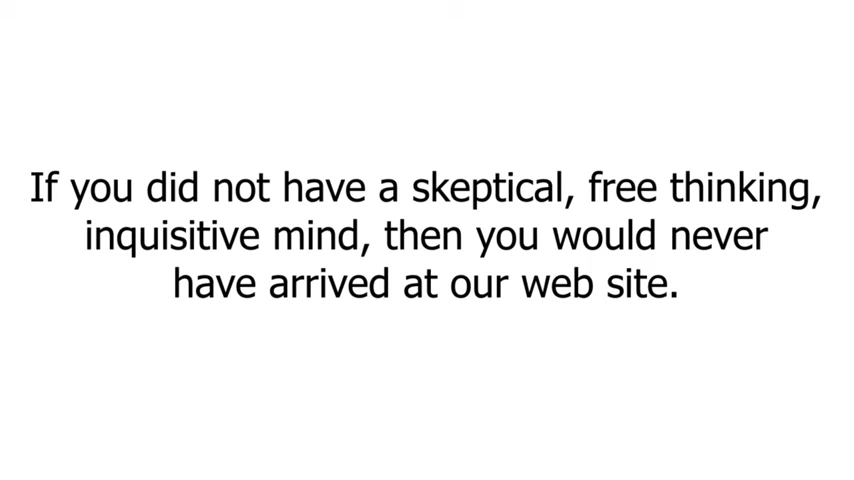 If you did not have a skeptical, free thinking,
inquisitive mind, then you would never
have arrived at our web site.